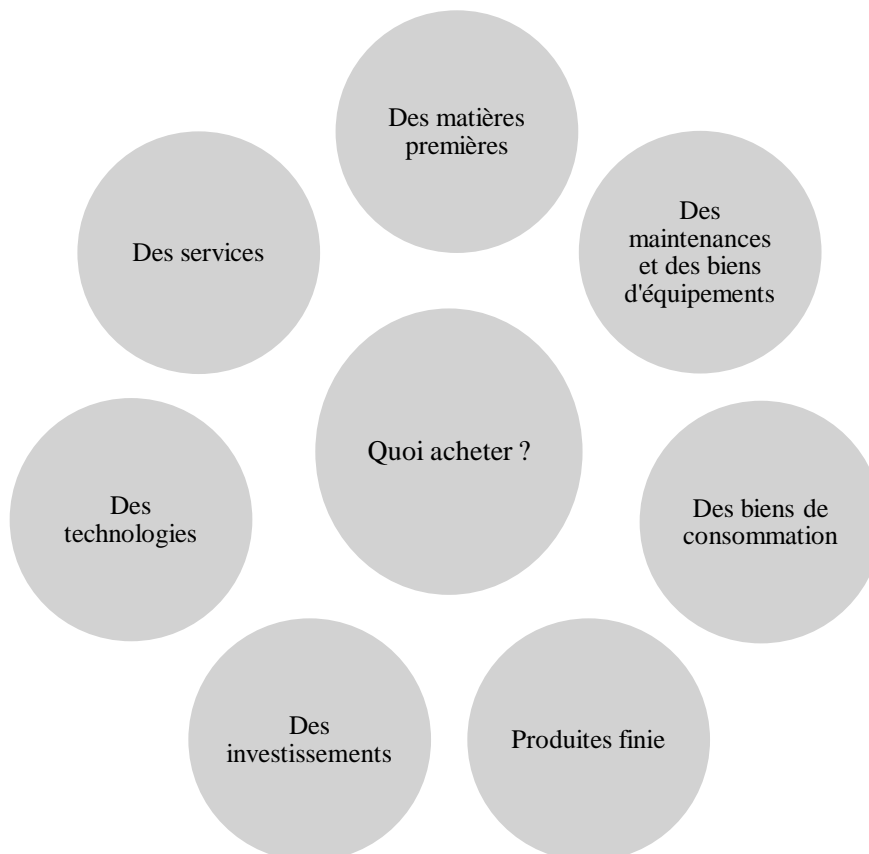 Des matières
premières
Des
maintenances
et des biens
d'équipements
Des biens de
consommation
Produites finie
Des
investissements
Des
technologies
Des services
Quoi acheter ?